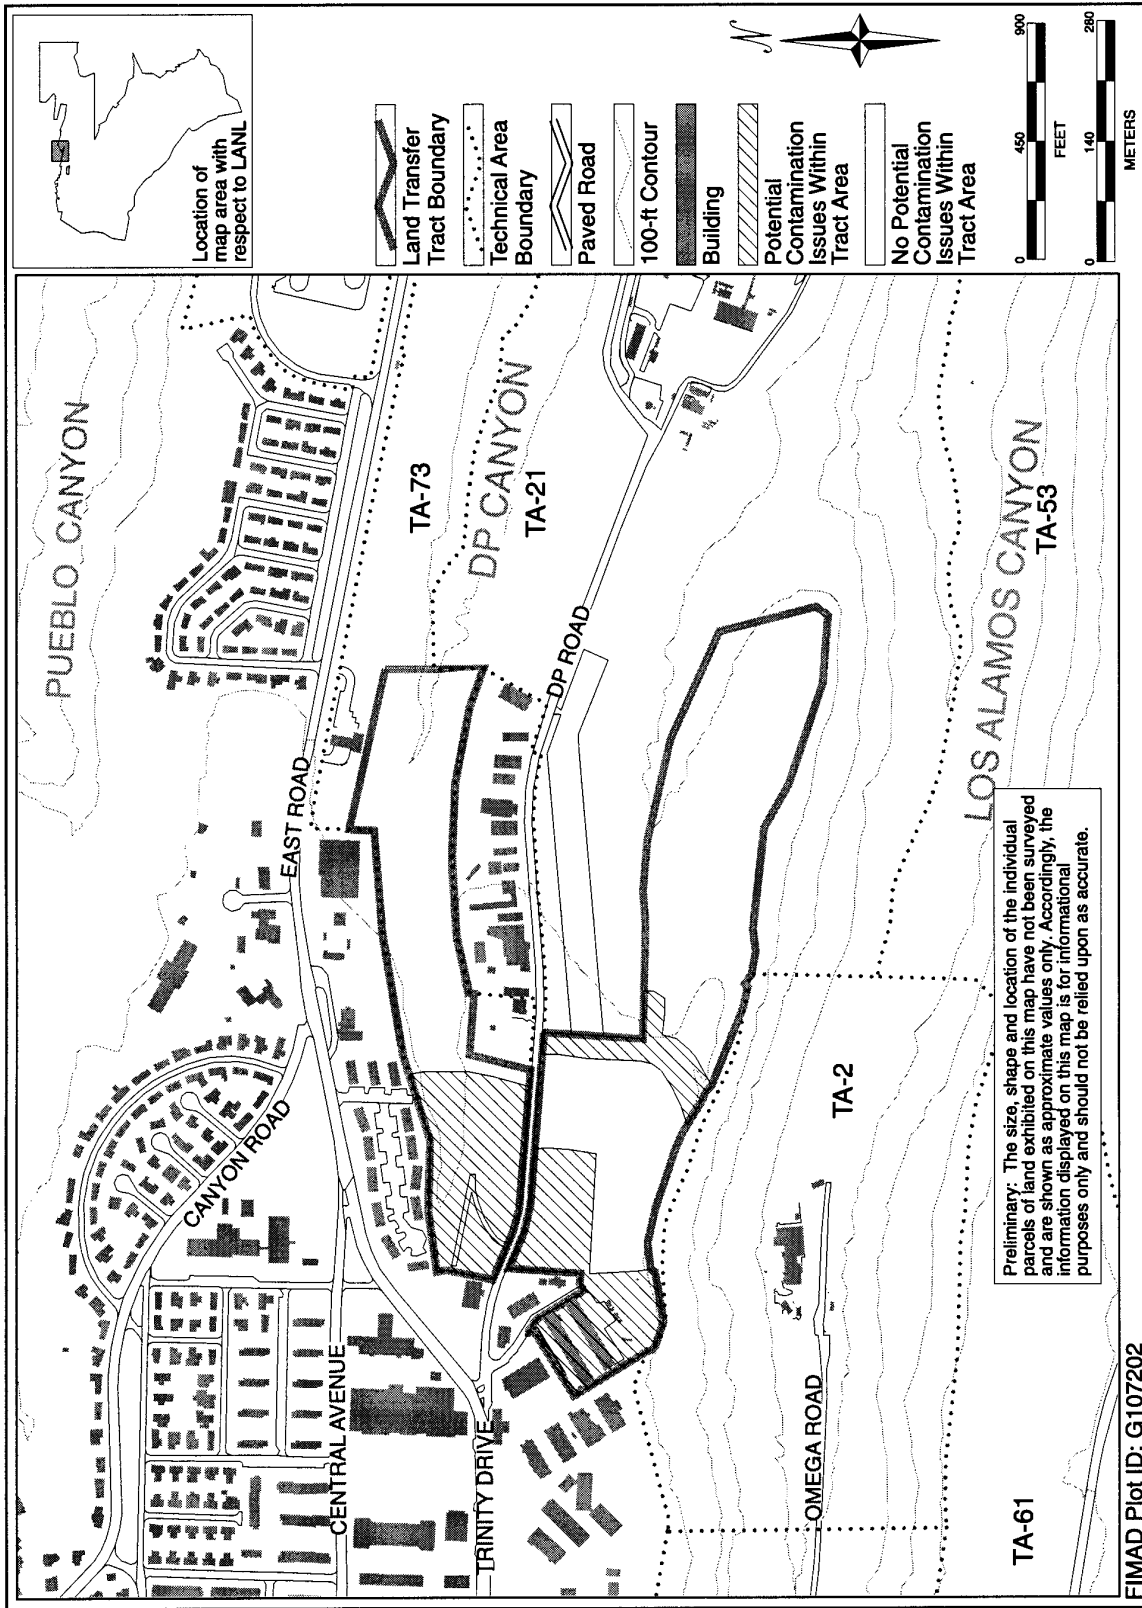 PUEBLO CANYON
EAST ROAD
CANYON ROAD
CENTRAL AVENUE
TRINITY DRIVE
TA-73
DP CANYON
TA-21
DP ROAD
TA-2
OMEGA ROAD
TA-61
LOS ALAMOS CANYON
TA-53
Preliminary: The size, shape and location of the individual
parcels of land exhibited on this map have not been surveyed
and are shown as approximate values only. Accordingly, the
information displayed on this map is for informational
purposes only and should not be relied upon as accurate.
FIMAD Plot ID: G107202
Location of
map area with
respect to LANL
Land Transfer
Tract Boundary
Technical Area
Boundary
Paved Road
100-ft Contour
Building
Potential
Contamination
Issues Within
Tract Area
No Potential
Contamination
Issues Within
Tract Area
N
0 450 900
FEET
0 140 280
METERS